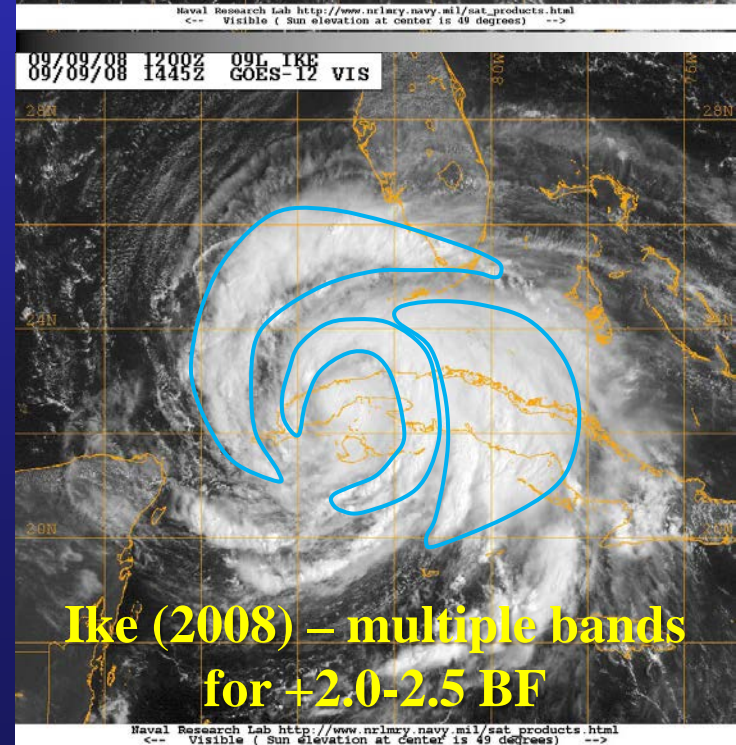 Naval Research Lab http://www.nrlmry.navy.mil/sat_products.html
<-- Visible ( Sun elevation at center is 49 degrees) -->
09/09/08 1200Z 09L IKE
09/09/08 1445Z GOES-12 VIS
28N 28N
24N
20N
Ike (2008) – multiple bands
for +2.0-2.5 BF
Naval Research Lab http://www.nrlmry.navy.mil/sat_products.html
<-- Visible ( Sun elevation at center is 49 degrees) -->